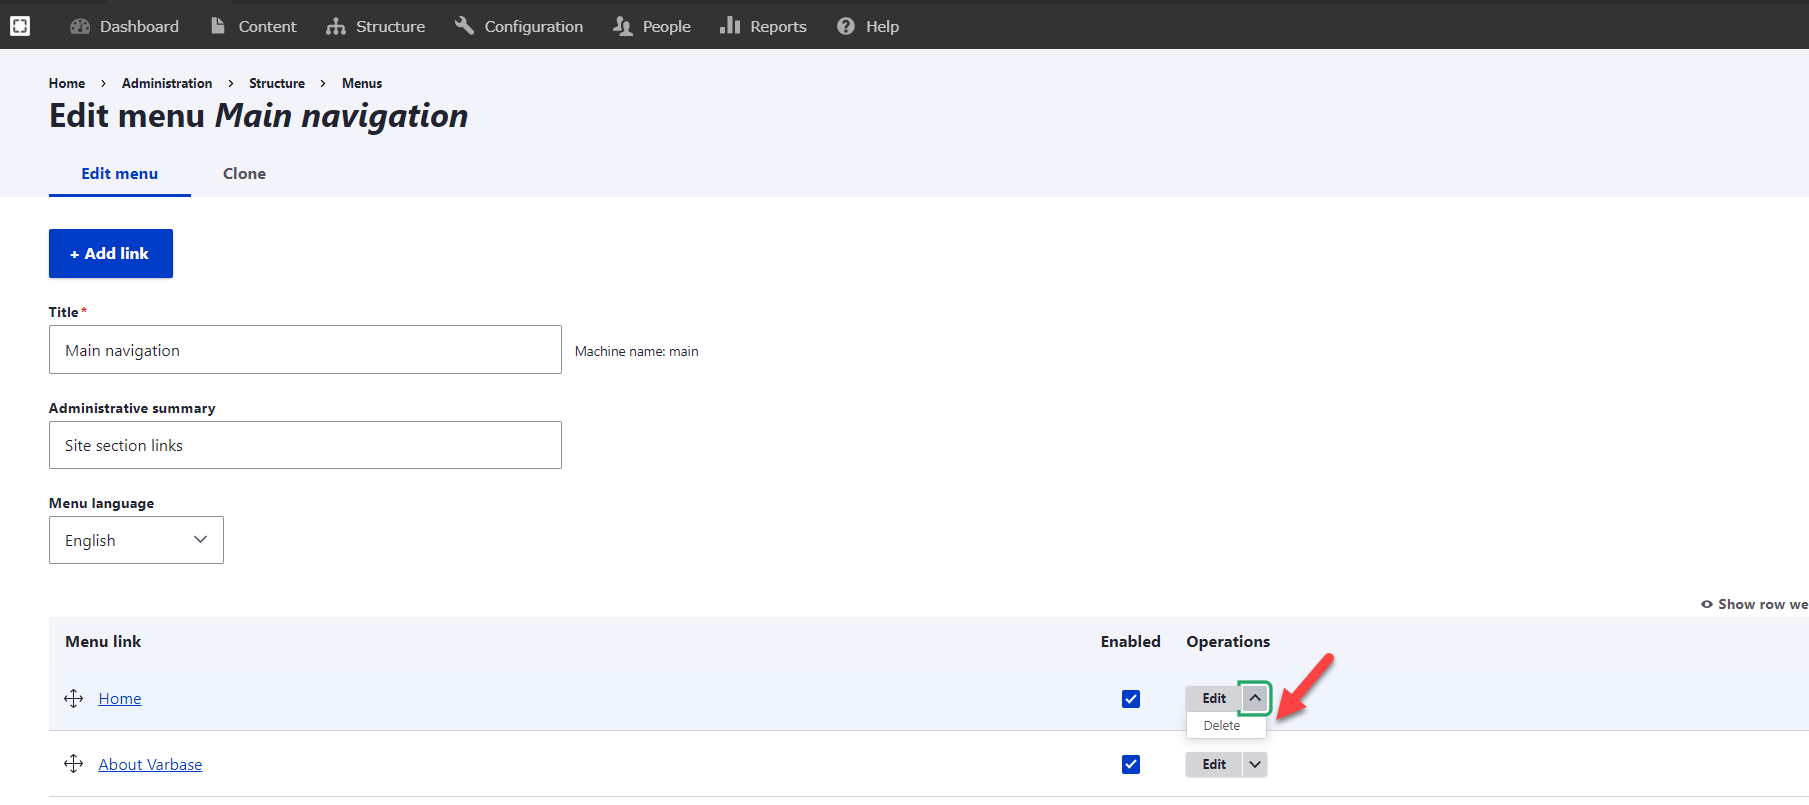 Dashboard Content Structure Configuration People Reports Help
Home › Administration › Structure › Menus
Edit menu Main navigation
Edit menu Clone
+ Add link
Title*
Main navigation
Machine name: main
Administrative summary
Site section links
Menu language
English
Show row we
Menu link Enabled Operations
Home Edit
Delete
About Varbase Edit